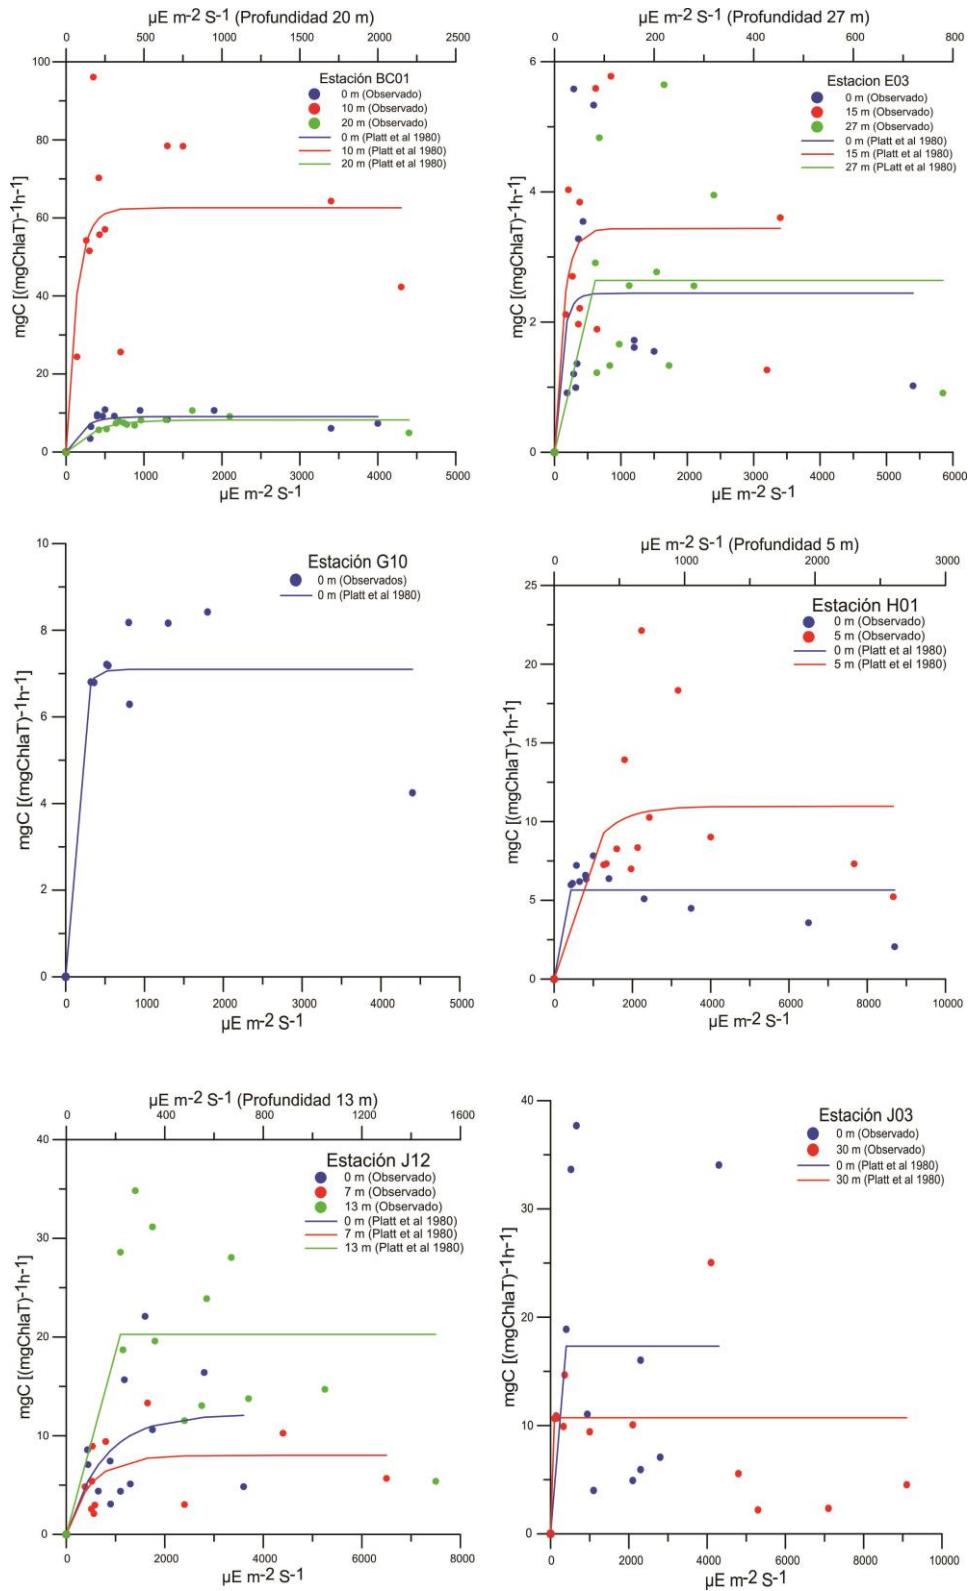 µE m-2 S-1 (Profundidad 20 m)
0 500 1000 1500 2000 2500
100
80
60
40
20
0
mgC [(mgChlaT)-1h-1]
Estación BC01
0 m (Observado)
10 m (Observado)
20 m (Observado)
0 m (Platt et al 1980)
10 m (Platt et al 1980)
20 m (Platt et al 1980)
0 1000 2000 3000 4000 5000
µE m-2 S-1
µE m-2 S-1 (Profundidad 27 m)
0 200 400 600 800
6
4
2
0
mgC [(mgChlaT)-1h-1]
Estacion E03
0 m (Observado)
15 m (Observado)
27 m (Observado)
0 m (Platt et al 1980)
15 m (Platt et al 1980)
27 m (PLatt et al 1980)
0 1000 2000 3000 4000 5000 6000
µE m-2 S-1
10
8
6
4
2
0
mgC [(mgChlaT)-1h-1]
Estación G10
0 m (Observados)
0 m (Platt et al 1980)
0 1000 2000 3000 4000 5000
µE m-2 S-1
µE m-2 S-1 (Profundidad 5 m)
0 1000 2000 3000
25
20
15
10
5
0
mgC [(mgChlaT)-1h-1]
Estación H01
0 m (Observado)
5 m (Observado)
0 m (Platt et al 1980)
5 m (Platt el al 1980)
0 2000 4000 6000 8000 10000
µE m-2 S-1
µE m-2 S-1 (Profundidad 13 m)
0 400 800 1200 1600
40
30
20
10
0
mgC [(mgChlaT)-1h-1]
Estación J12
0 m (Observado)
7 m (Observado)
13 m (Observado)
0 m (Platt et al 1980)
7 m (Platt et al 1980)
13 m (Platt et al 1980)
0 2000 4000 6000 8000
µE m-2 S-1
40
30
20
10
0
mgC [(mgChlaT)-1h-1]
Estación J03
0 m (Observado)
30 m (Observado)
0 m (Platt et al 1980)
30 m (Platt et al 1980)
0 2000 4000 6000 8000 10000
µE m-2 S-1